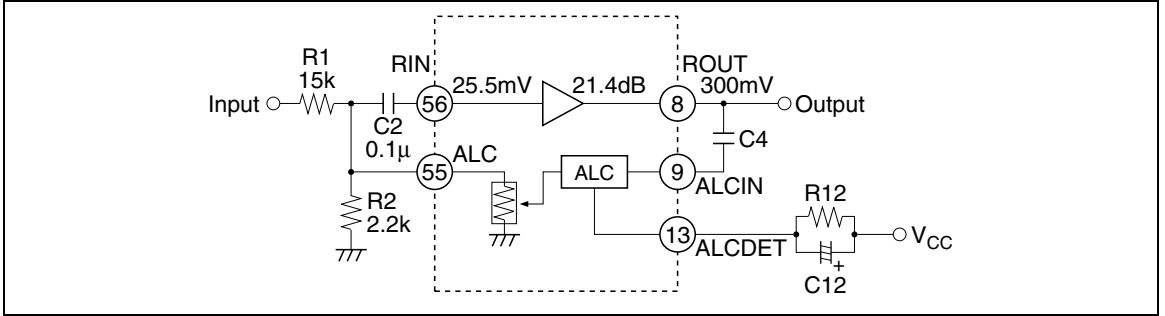 R1
15k
RIN
ROUT
Input
56
25.5mV
21.4dB
8
300mV
Output
C2
0.1μ
C4
55
ALC
ALC
9
ALCIN
R2
2.2k
R12
13
ALCDET
VCC
+
C12